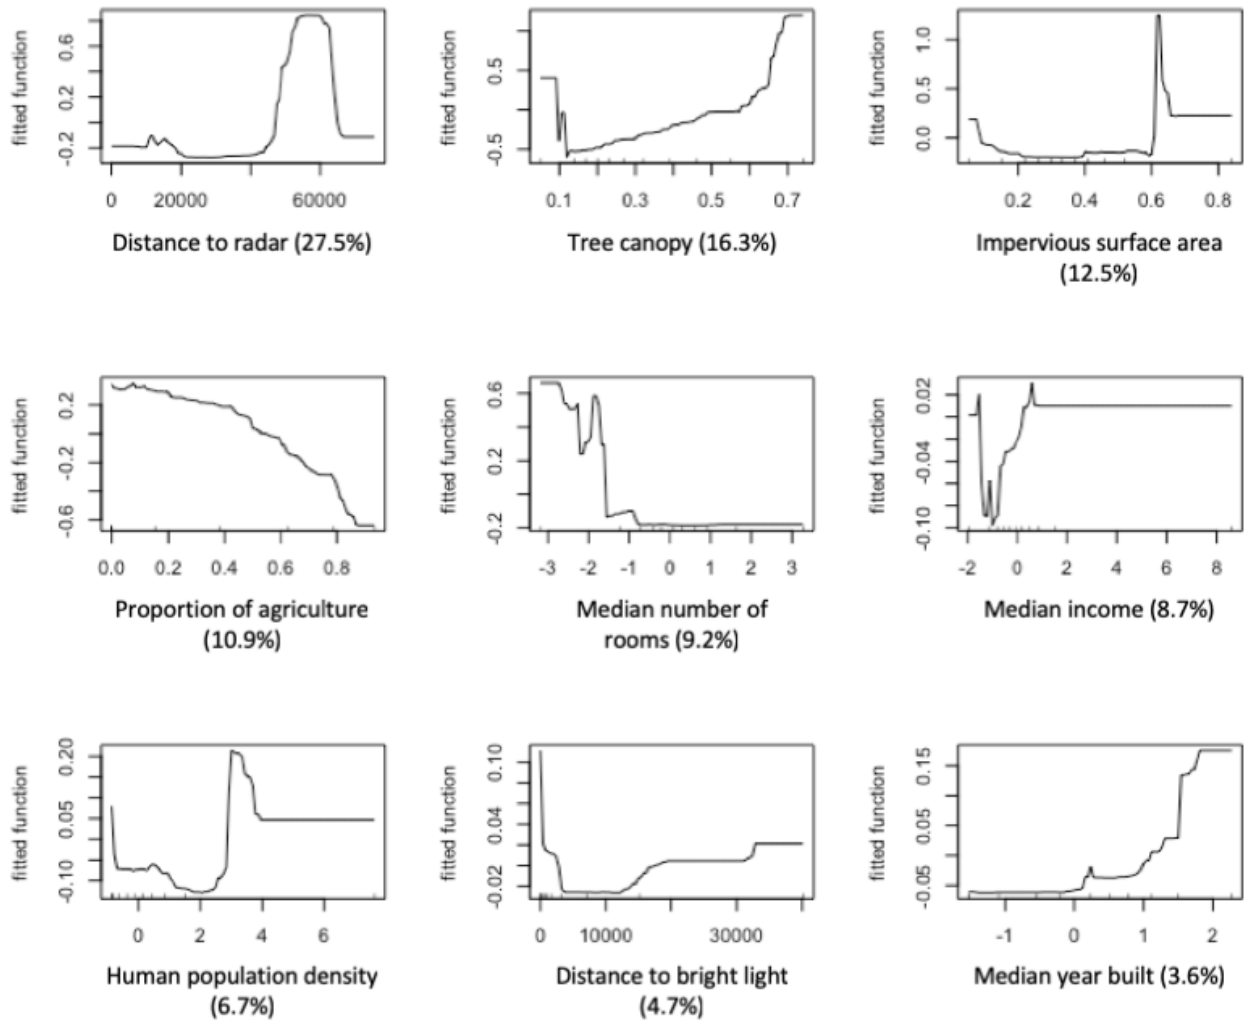 fitted function
0.6
0.2
-0.2
0 20000 60000
Distance to radar (27.5%)
fitted function
0.5
-0.5
0.1 0.3 0.5 0.7
Tree canopy (16.3%)
fitted function
1.0
0.5
0.0
0.2 0.4 0.6 0.8
Impervious surface area
(12.5%)
fitted function
0.2
-0.2
-0.6
0.0 0.2 0.4 0.6 0.8
Proportion of agriculture
(10.9%)
fitted function
0.6
0.2
-0.2
-3 -2 -1 0 1 2 3
Median number of
rooms (9.2%)
fitted function
0.02
-0.04
-0.10
-2 0 2 4 6 8
Median income (8.7%)
fitted function
0.20
0.05
-0.10
0 2 4 6
Human population density
(6.7%)
fitted function
0.10
0.04
-0.02
0 10000 30000
Distance to bright light
(4.7%)
fitted function
0.15
0.05
-0.05
-1 0 1 2
Median year built (3.6%)